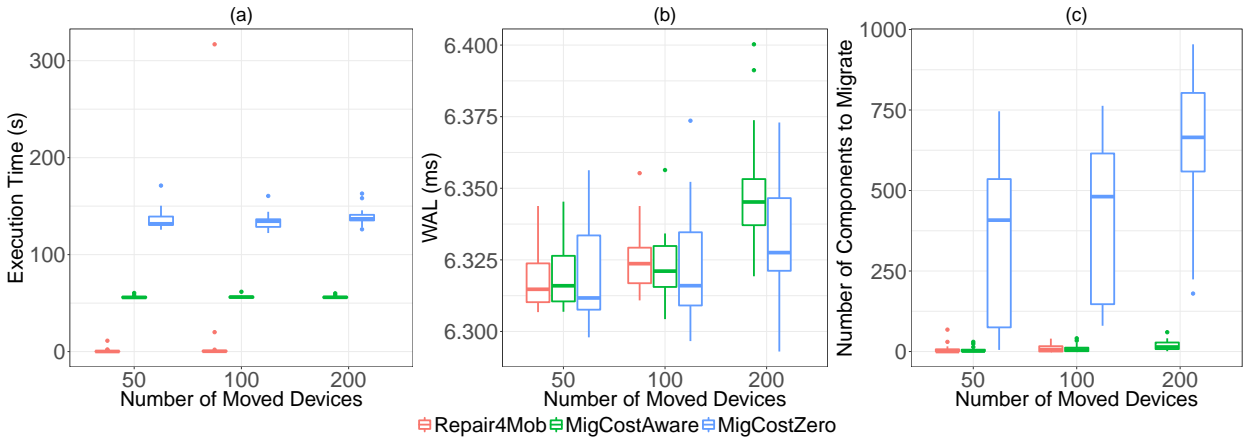 (a)
300
200
100
0
50
100
200
Execution Time (s)
Number of Moved Devices
(b)
6.400
6.375
6.350
6.325
6.300
50
100
200
WAL (ms)
Number of Moved Devices
(c)
1000
750
500
250
0
50
100
200
Number of Components to Migrate
Number of Moved Devices
Repair4Mob MigCostAware MigCostZero